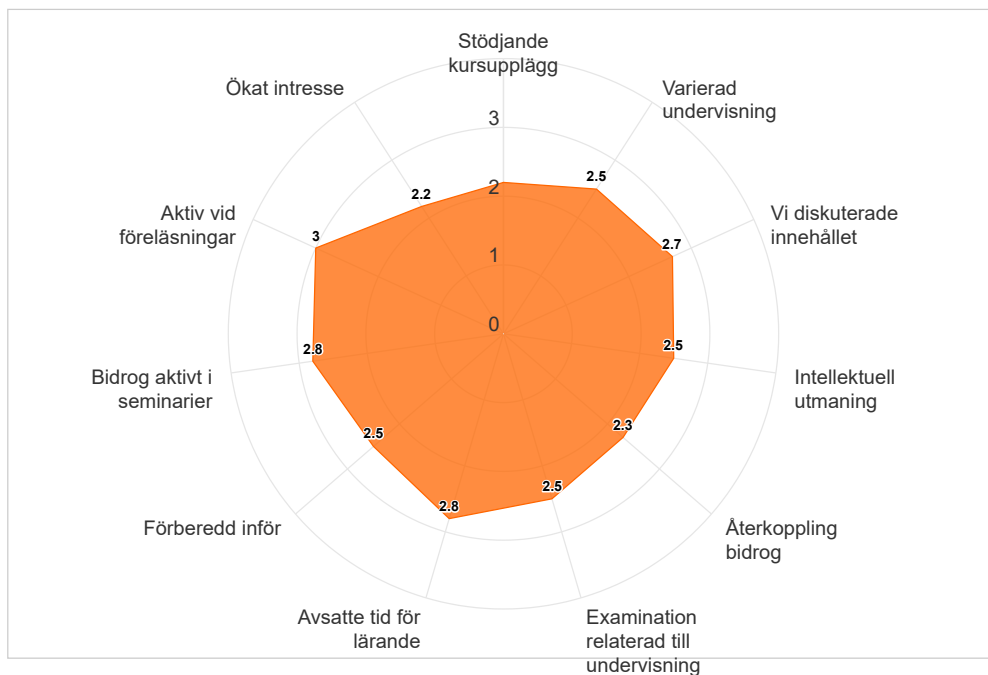 Stödjande
kursupplägg
Ökat intresse
Varierad
undervisning
3
2.5
2
2.2
Aktiv vid
föreläsningar
3
Vi diskuterade
innehållet
2.7
1
0
2.8
2.5
Bidrog aktivt i
seminarier
Intellektuell
utmaning
2.5
2.3
2.8
2.5
Förberedd inför
Återkoppling
bidrog
Avsatte tid för
lärande
Examination
relaterad till
undervisning